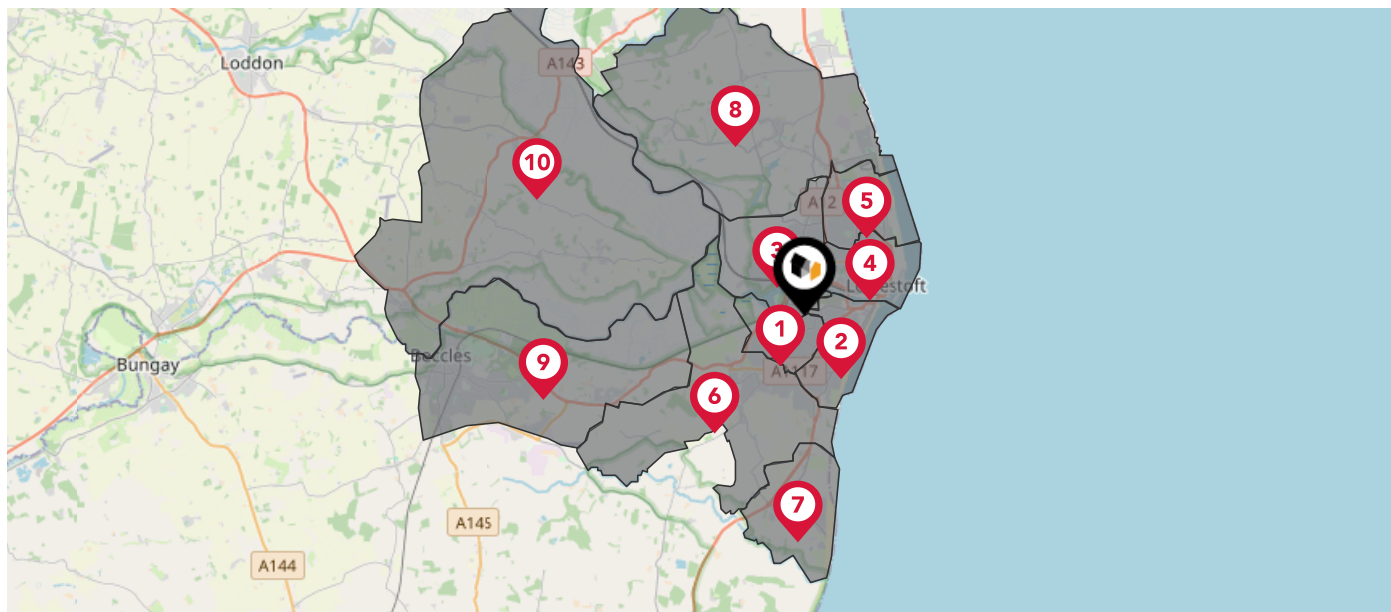 Loddon
A143
8
10
5
A12
3
4
Lowestoft
1
2
Beccles
Bungay
9
A1117
6
7
A145
A144